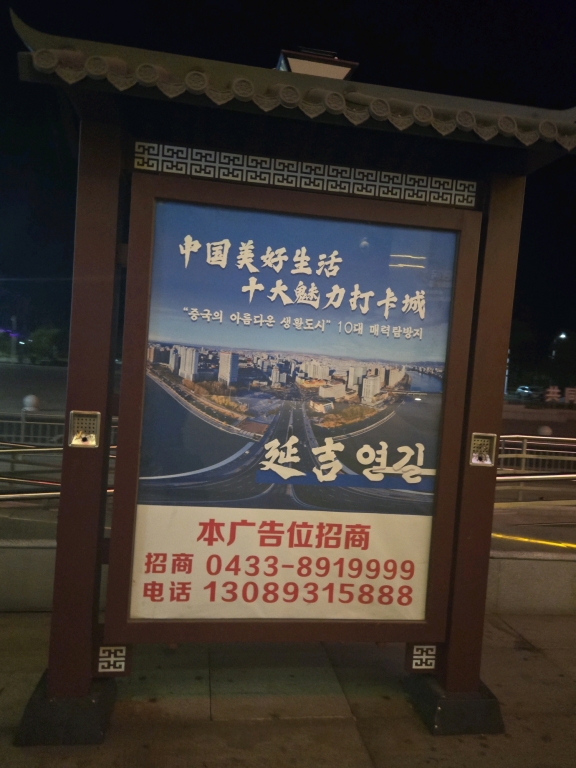 中国美好生活
十大魅力打卡城
"중국의 아름다운 생활도시" 10대 매력탐방지
延吉 연길
本广告位招商
招商 0433-8919999
电话 13089315888